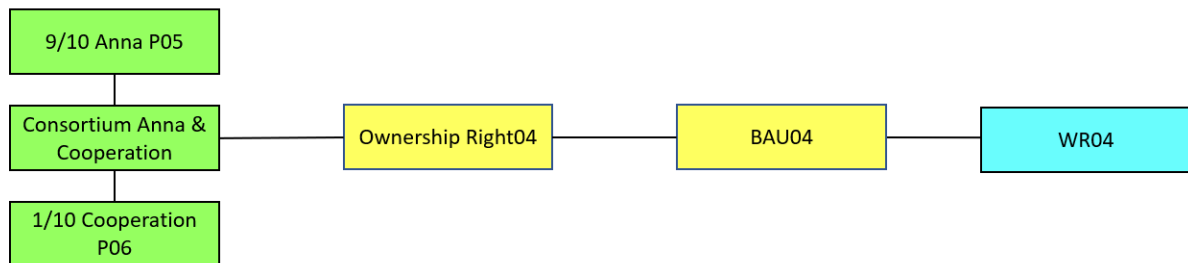 9/10 Anna P05
Consortium Anna &
Cooperation
Ownership Right04
BAU04
WR04
1/10 Cooperation
P06